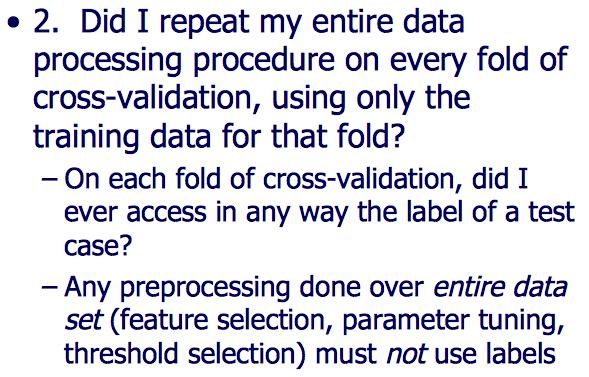 • 2. Did I repeat my entire data
processing procedure on every fold of
cross-validation, using only the
training data for that fold?
– On each fold of cross-validation, did I
ever access in any way the label of a test
case?
– Any preprocessing done over entire data
set (feature selection, parameter tuning,
threshold selection) must not use labels